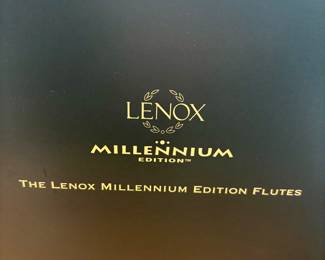 LENOX
MILLENNIUM
EDITION™
THE LENOX MILLENNIUM EDITION FLUTES